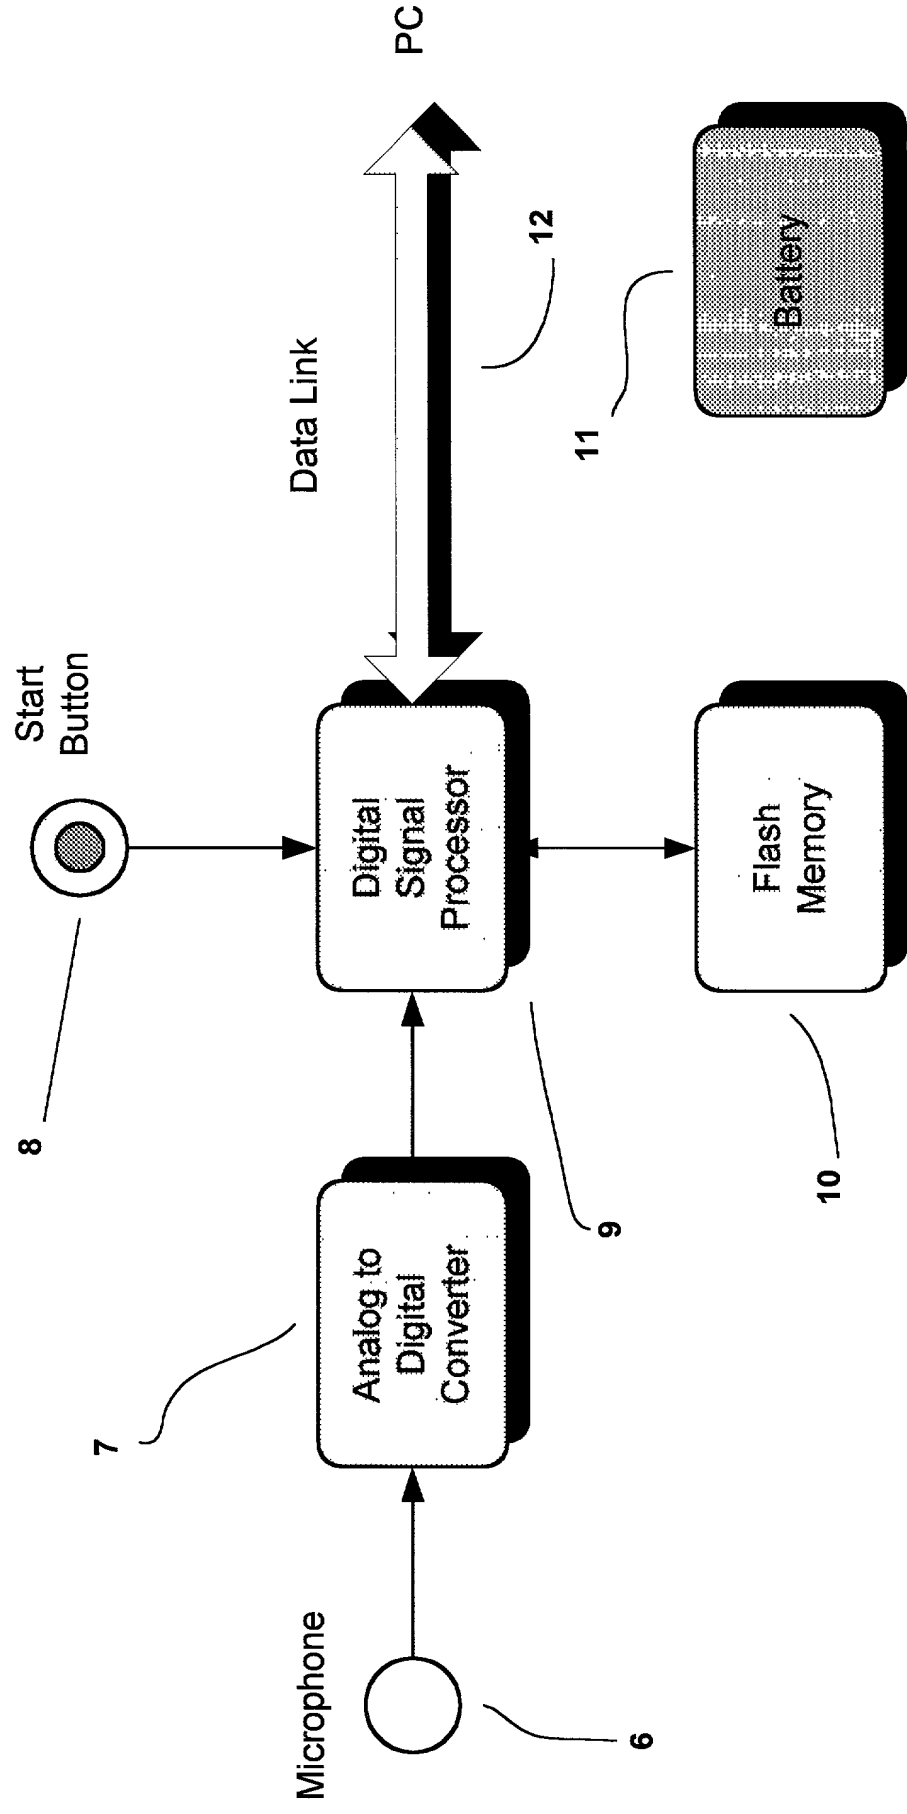 Start
Button
8
Data Link
PC
12
Microphone
6
7
Analog to
Digital
Converter
Digital
Signal
Processor
9
10
Flash
Memory
11
Battery